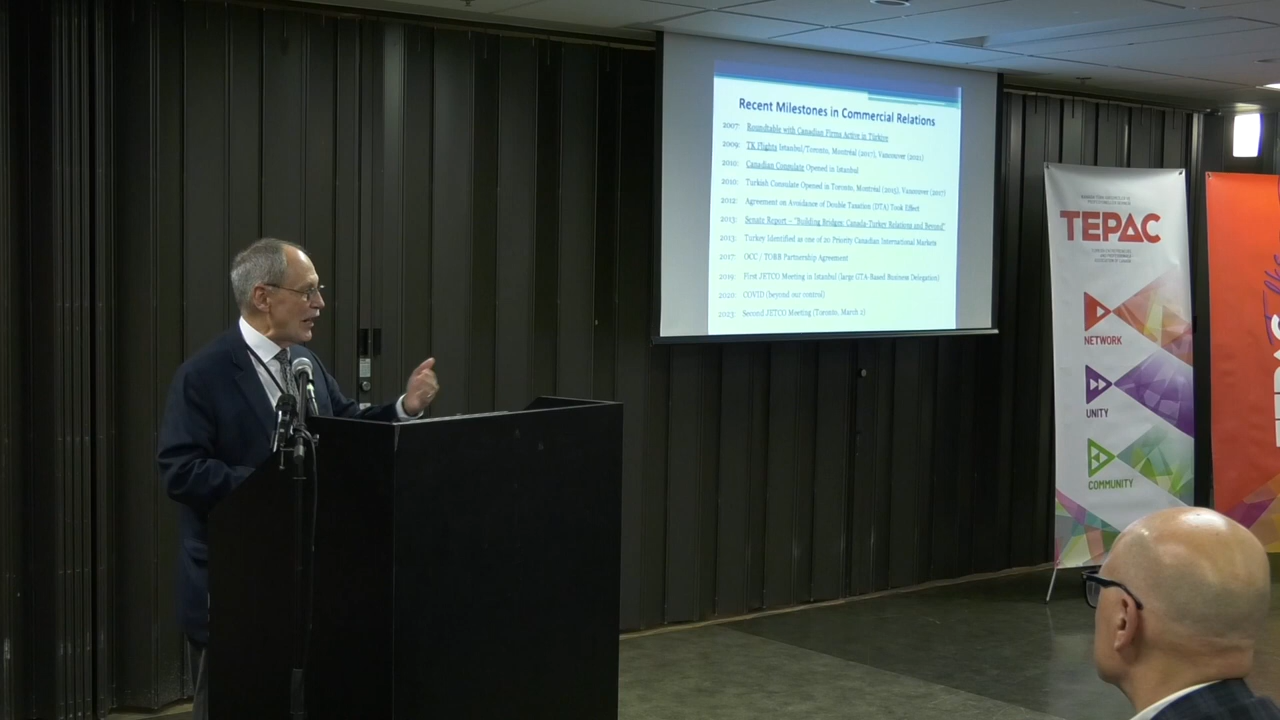 Recent Milestones in Commercial Relations
2007: Roundtable with Canadian Firms Active in Türkiye
2009: TK Flights Istanbul/Toronto, Montréal (2017), Vancouver (2021)
2010: Canadian Consulate Opened in Istanbul
2010: Turkish Consulate Opened in Toronto, Montréal (2015), Vancouver (2017)
2012: Agreement on Avoidance of Double Taxation (DTA) Took Effect
2013: Senate Report – "Building Bridges: Canada-Turkey Relations and Beyond"
2013: Turkey Identified as one of 20 Priority Canadian International Markets
2017: OCC / TOBB Partnership Agreement
2019: First JETCO Meeting in Istanbul (large GTA-Based Business Delegation)
2020: COVID (beyond our control)
2023: Second JETCO Meeting (Toronto, March 2)
TEPAC
NETWORK
UNITY
COMMUNITY